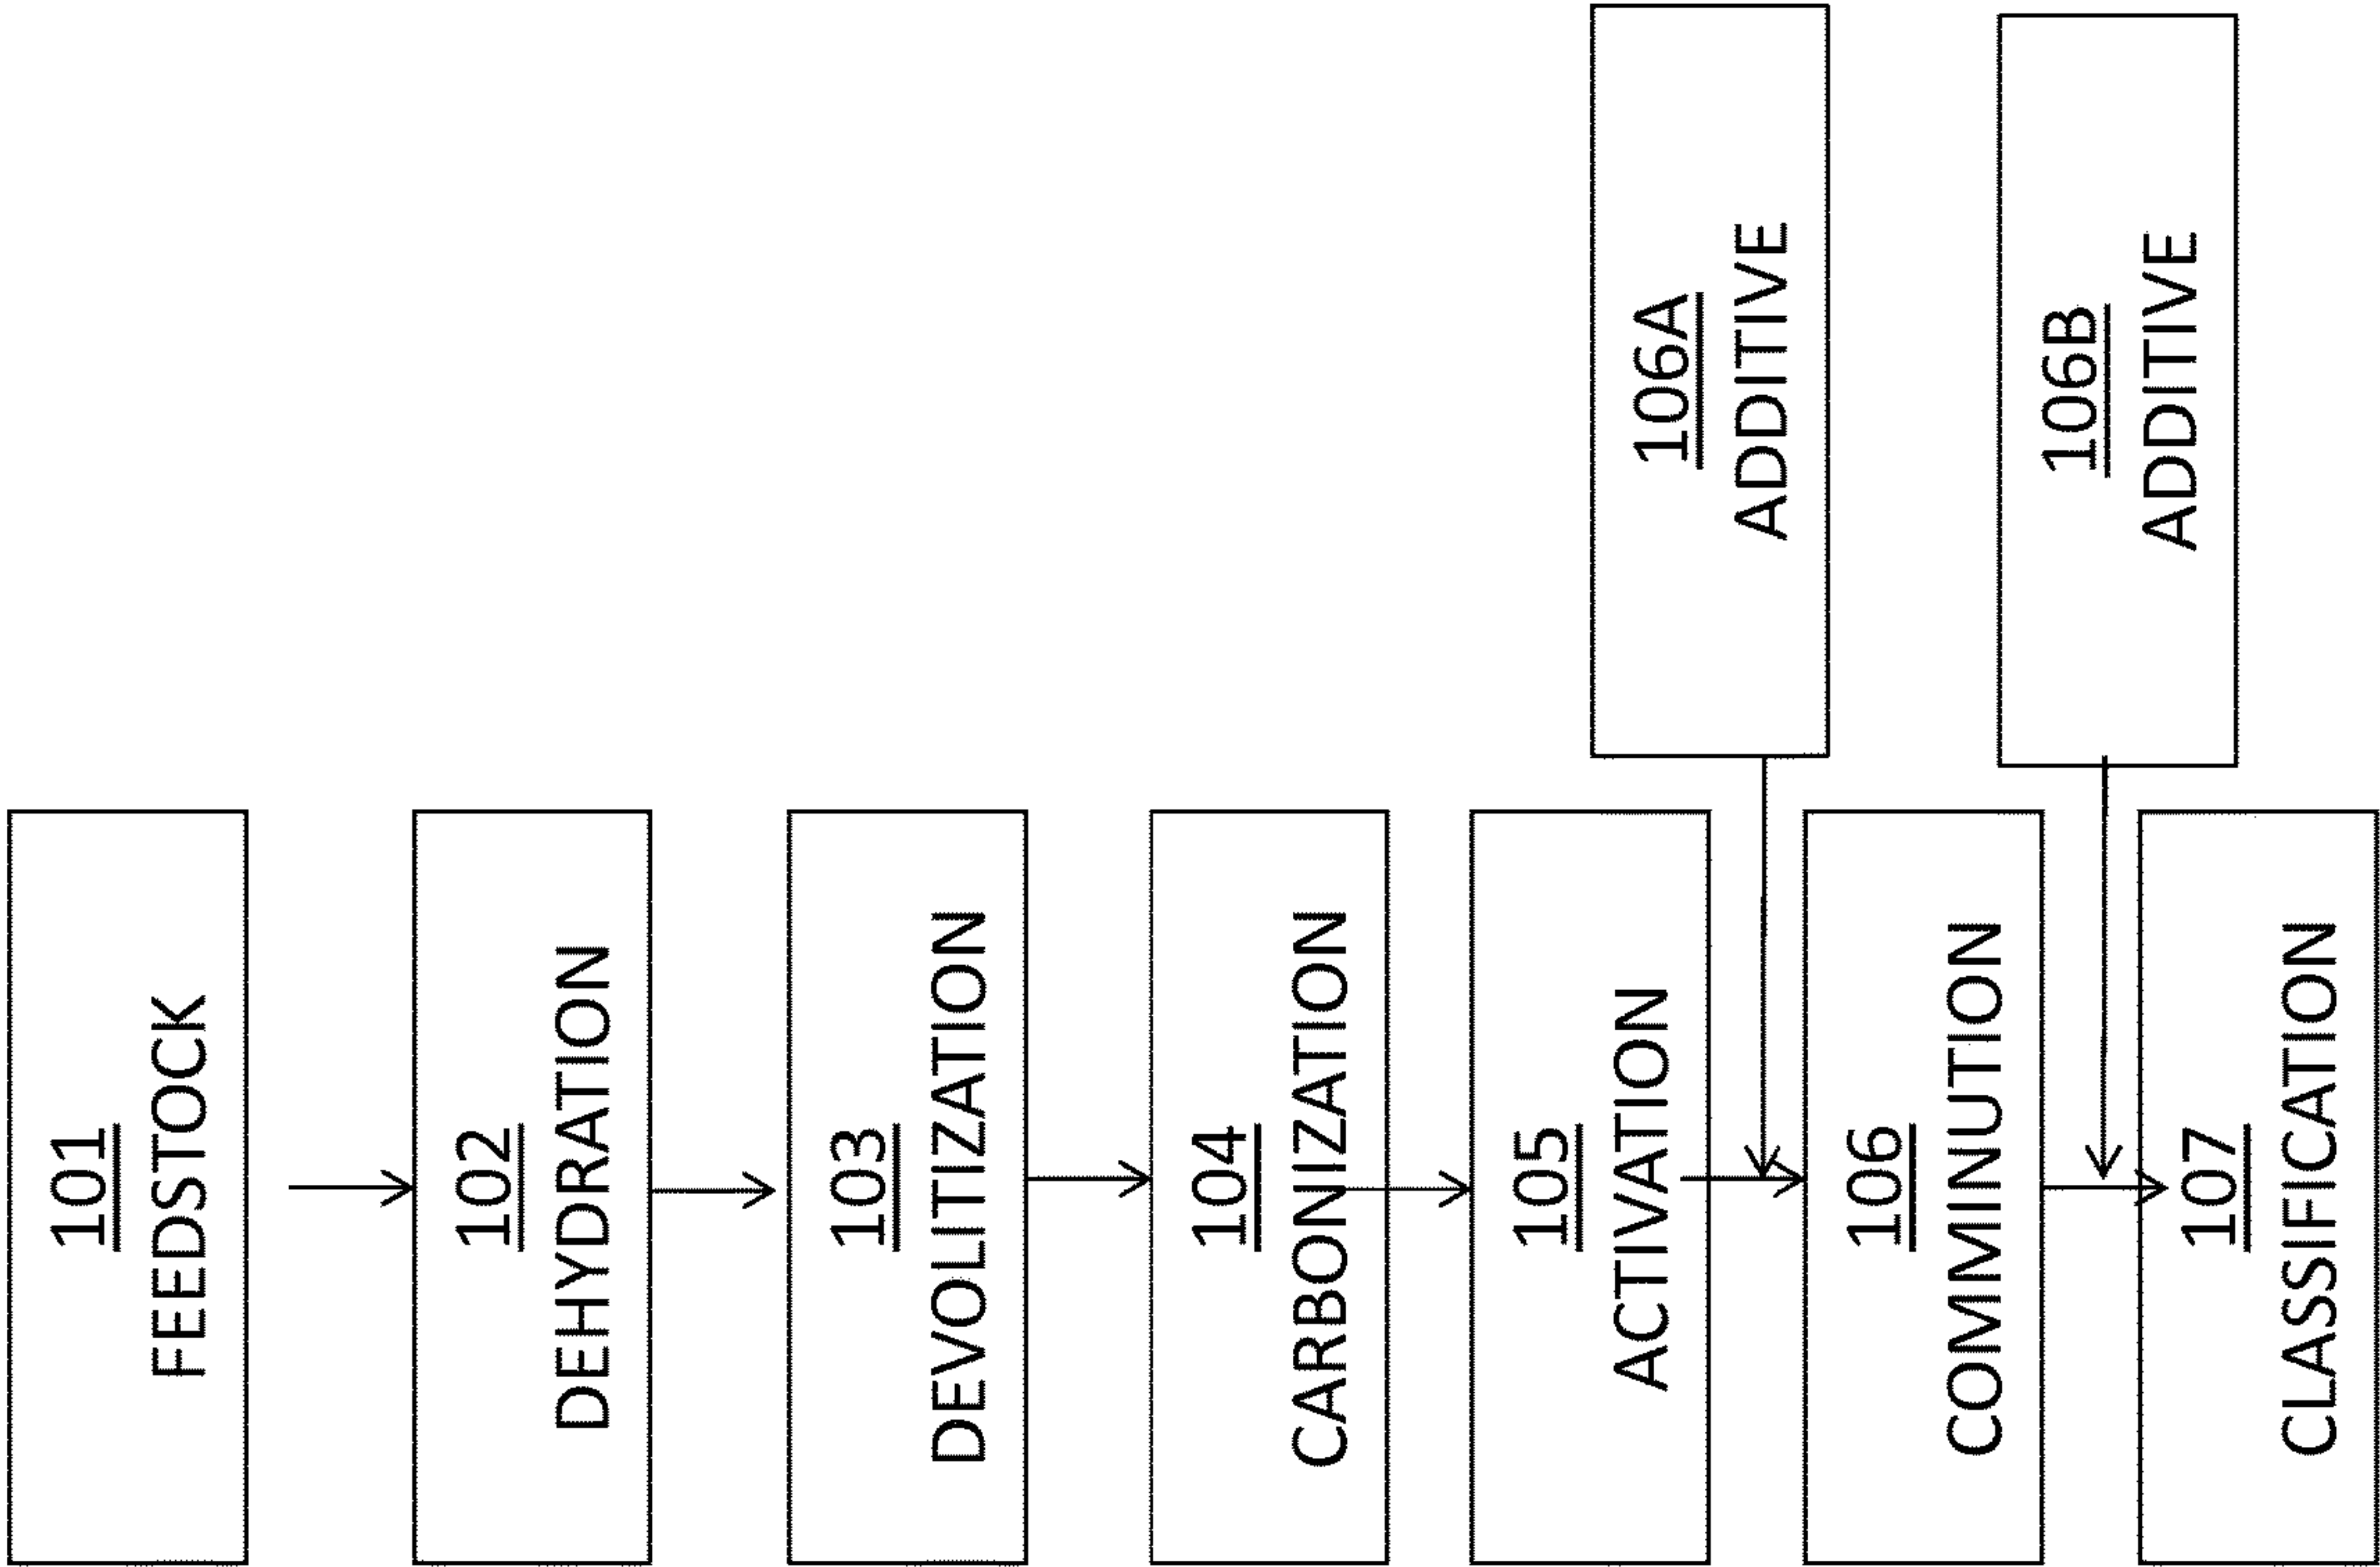 101
FEEDSTOCK
102
DEHYDRATION
103
DEVOLITIZATION
104
CARBONIZATION
105
ACTIVATION
106A
ADDITIVE
106
COMMINUTION
106B
ADDITIVE
107
CLASSIFICATION